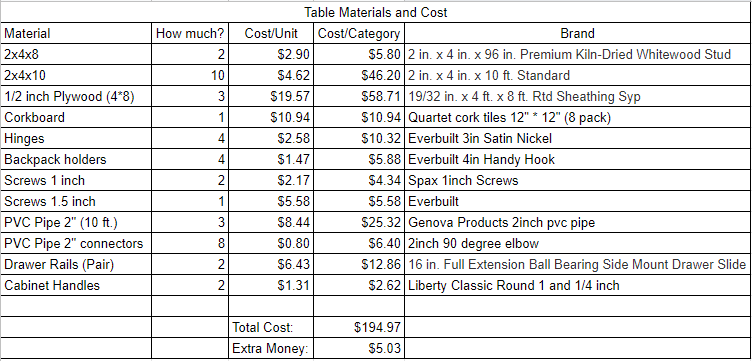 Table Materials and Cost
Material How much? Cost/Unit Cost/Category Brand
2x4x8 2 $2.90 $5.80 2 in. x 4 in. x 96 in. Premium Kiln-Dried Whitewood Stud
2x4x10 10 $4.62 $46.20 2 in. x 4 in. x 10 ft. Standard
1/2 inch Plywood (4*8) 3 $19.57 $58.71 19/32 in. x 4 ft. x 8 ft. Rtd Sheathing Syp
Corkboard 1 $10.94 $10.94 Quartet cork tiles 12" * 12" (8 pack)
Hinges 4 $2.58 $10.32 Everbuilt 3in Satin Nickel
Backpack holders 4 $1.47 $5.88 Everbuilt 4in Handy Hook
Screws 1 inch 2 $2.17 $4.34 Spax 1inch Screws
Screws 1.5 inch 1 $5.58 $5.58 Everbuilt
PVC Pipe 2" (10 ft.) 3 $8.44 $25.32 Genova Products 2inch pvc pipe
PVC Pipe 2" connectors 8 $0.80 $6.40 2inch 90 degree elbow
Drawer Rails (Pair) 2 $6.43 $12.86 16 in. Full Extension Ball Bearing Side Mount Drawer Slide
Cabinet Handles 2 $1.31 $2.62 Liberty Classic Round 1 and 1/4 inch
Total Cost: $194.97
Extra Money: $5.03